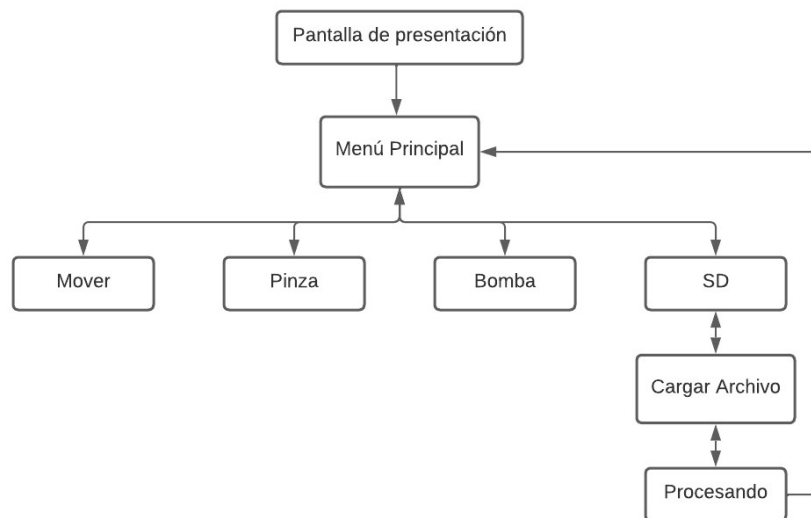 Pantalla de presentación
Menú Principal
Mover
Pinza
Bomba
SD
Cargar Archivo
Procesando